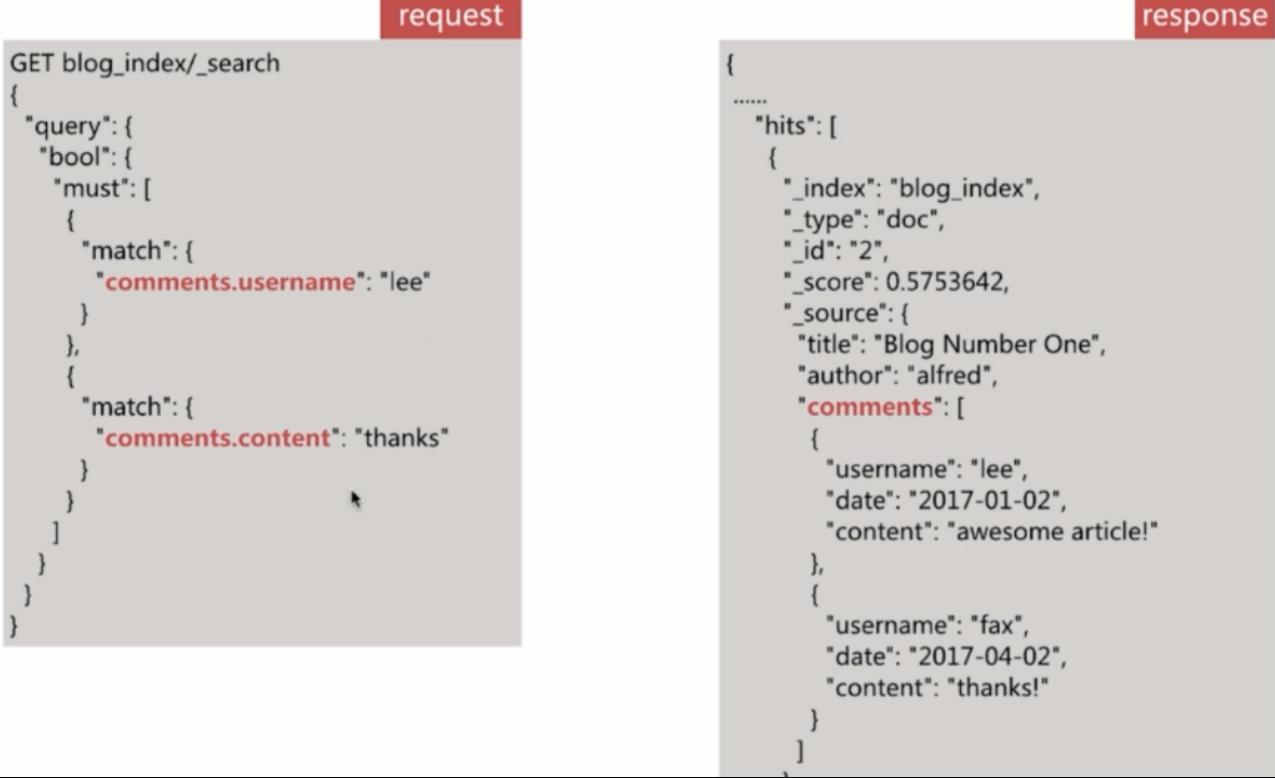 request
GET blog_index/_search
{
"query": {
"bool": {
"must": [
{
"match": {
"comments.username": "lee"
}
},
{
"match": {
"comments.content": "thanks"
}
}
]
}
}
}
response
{
......
"hits": [
{
"_index": "blog_index",
"_type": "doc",
"_id": "2",
"_score": 0.5753642,
"_source": {
"title": "Blog Number One",
"author": "alfred",
"comments": [
{
"username": "lee",
"date": "2017-01-02",
"content": "awesome article!"
},
{
"username": "fax",
"date": "2017-04-02",
"content": "thanks!"
}
]